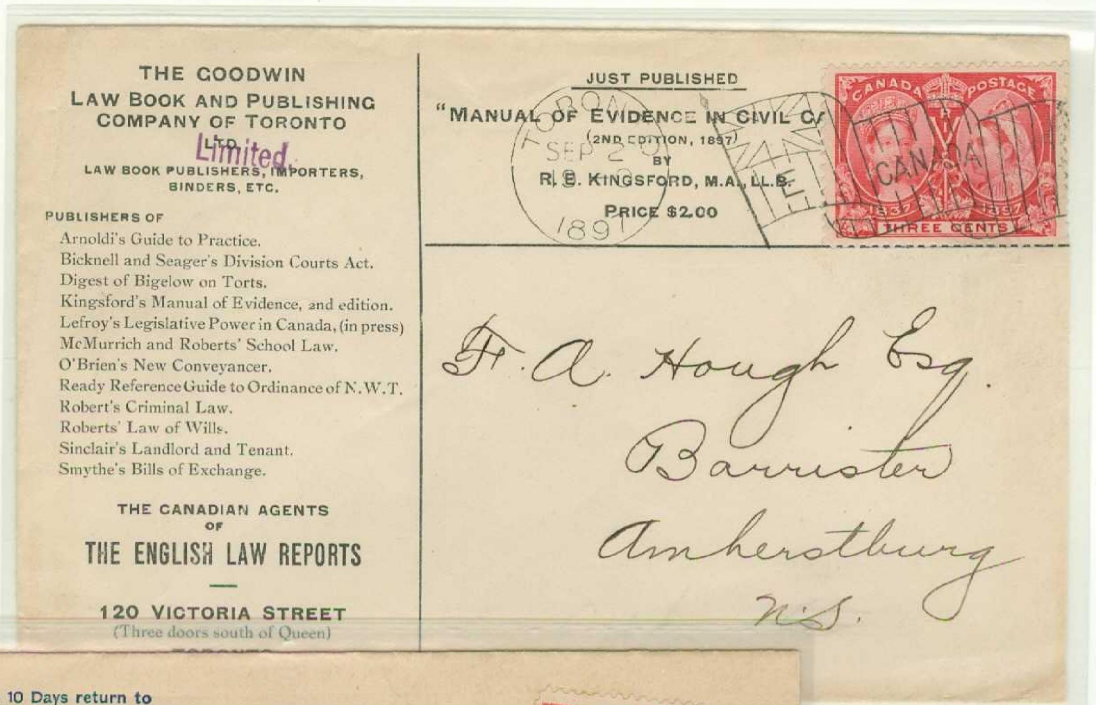 THE GOODWIN
LAW BOOK AND PUBLISHING
COMPANY OF TORONTO
LTD.
Limited.
LAW BOOK PUBLISHERS, IMPORTERS,
BINDERS, ETC.
PUBLISHERS OF
Arnoldi's Guide to Practice.
Bicknell and Seager's Division Courts Act.
Digest of Bigelow on Torts.
Kingsford's Manual of Evidence, 2nd edition.
Lefroy's Legislative Power in Canada, (in press)
McMurrich and Roberts' School Law.
O'Brien's New Conveyancer.
Ready Reference Guide to Ordinance of N.W.T.
Robert's Criminal Law.
Roberts' Law of Wills.
Sinclair's Landlord and Tenant.
Smythe's Bills of Exchange.
THE CANADIAN AGENTS
OF
THE ENGLISH LAW REPORTS
120 VICTORIA STREET
(Three doors south of Queen)
JUST PUBLISHED
"MANUAL OF EVIDENCE IN CIVIL CA
(2ND EDITION, 1897)
BY
R. E. KINGSFORD, M.A., LL.B.
PRICE $2.00
TORON
SEP 2
189
CANADA POSTAGE
CANADA
1837 1897
THREE CENTS
F. A. Hough Esq.
Barrister
Amherstburg
N.S.
10 Days return to